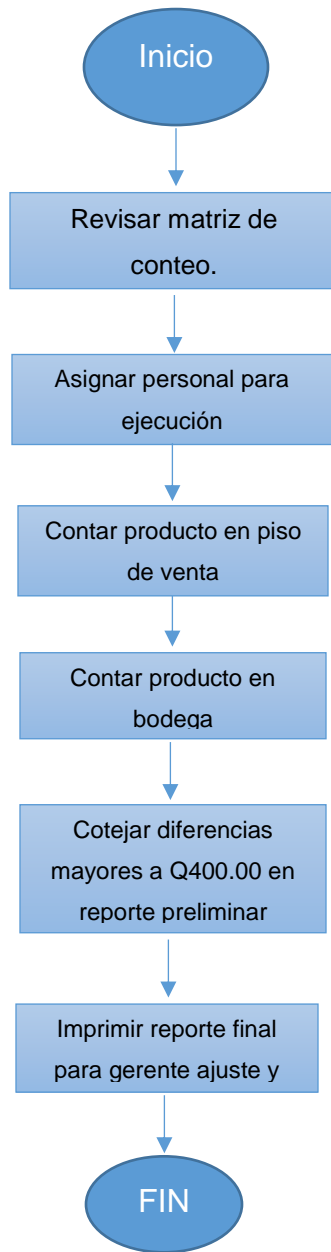 Inicio
Revisar matriz de
conteo.
Asignar personal para
ejecución
Contar producto en piso
de venta
Contar producto en
bodega
Cotejar diferencias
mayores a Q400.00 en
reporte preliminar
Imprimir reporte final
para gerente ajuste y
FIN